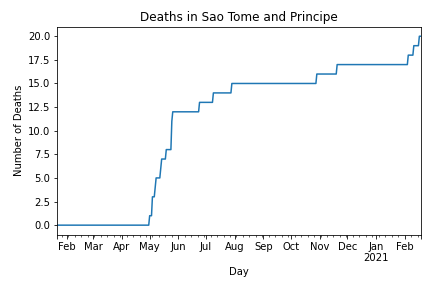 Deaths in Sao Tome and Principe
20.0
17.5
15.0
12.5
10.0
7.5
5.0
2.5
0.0
Number of Deaths
Feb Mar Apr May Jun Jul Aug Sep Oct Nov Dec Jan Feb
2021
Day